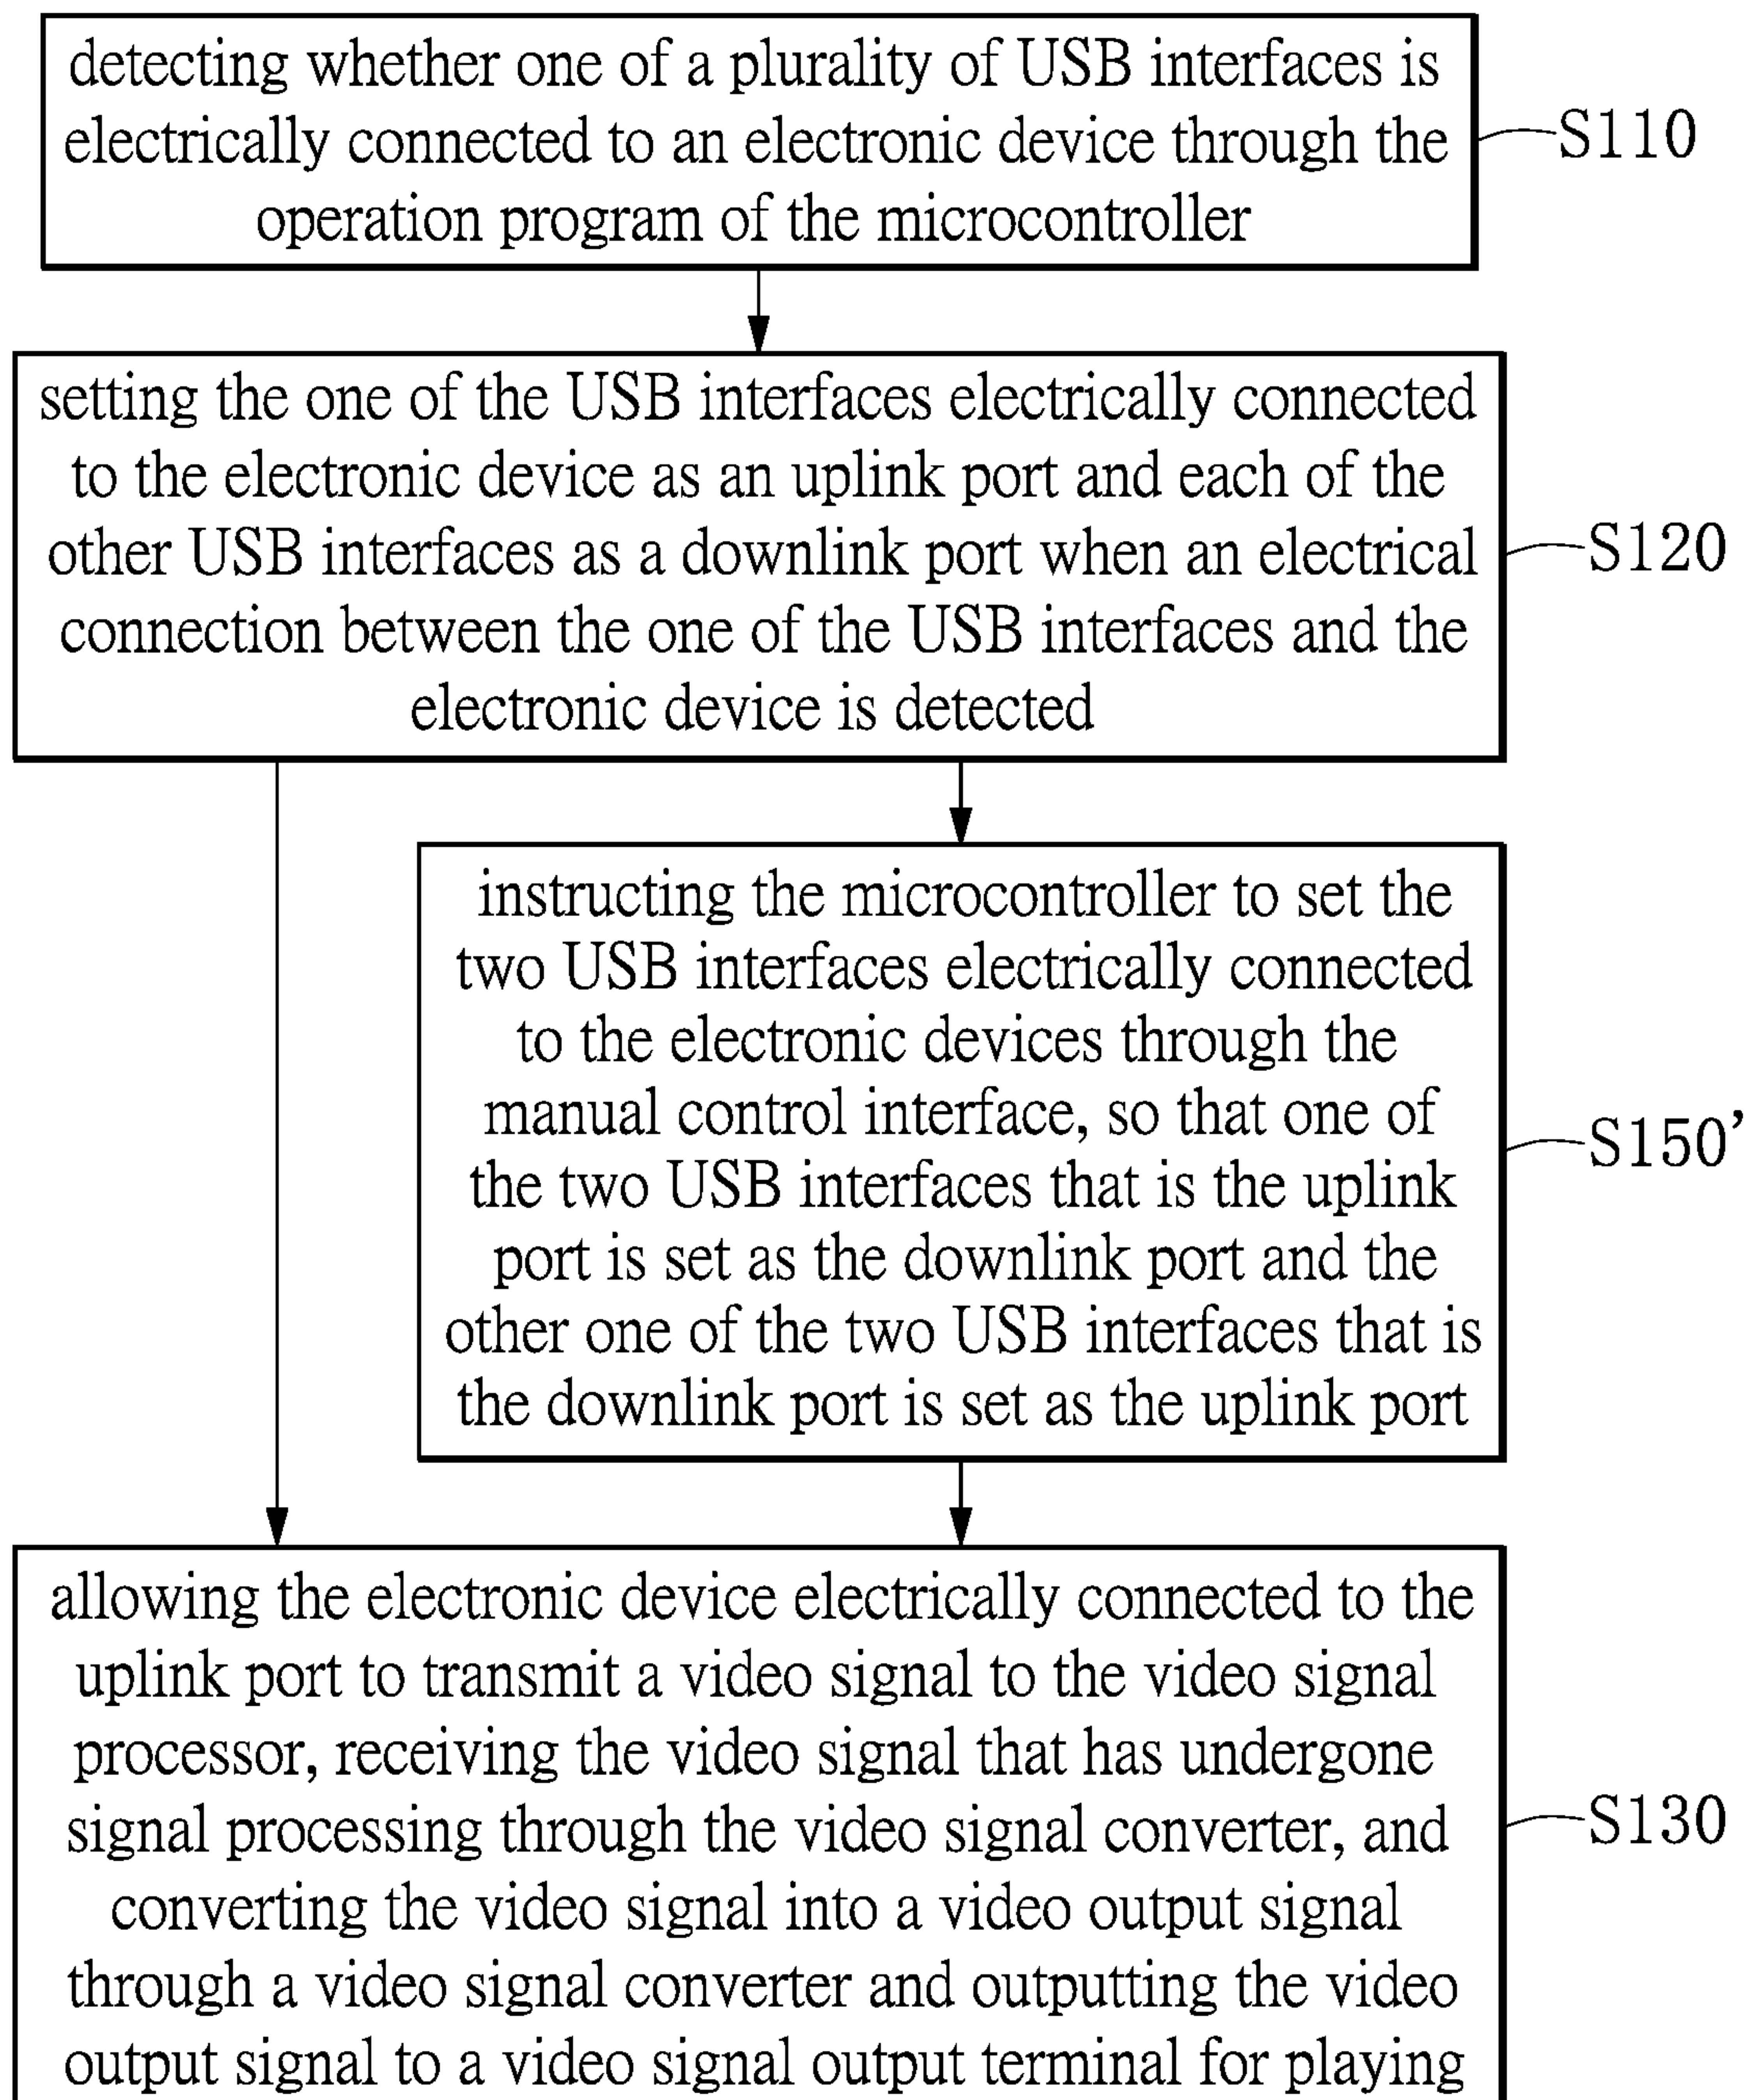 detecting whether one of a plurality of USB interfaces is
electrically connected to an electronic device through the
operation program of the microcontroller
S110
setting the one of the USB interfaces electrically connected
to the electronic device as an uplink port and each of the
other USB interfaces as a downlink port when an electrical
connection between the one of the USB interfaces and the
electronic device is detected
S120
instructing the microcontroller to set the
two USB interfaces electrically connected
to the electronic devices through the
manual control interface, so that one of
the two USB interfaces that is the uplink
port is set as the downlink port and the
other one of the two USB interfaces that is
the downlink port is set as the uplink port
S150’
allowing the electronic device electrically connected to the
uplink port to transmit a video signal to the video signal
processor, receiving the video signal that has undergone
signal processing through the video signal converter, and
converting the video signal into a video output signal
through a video signal converter and outputting the video
output signal to a video signal output terminal for playing
S130